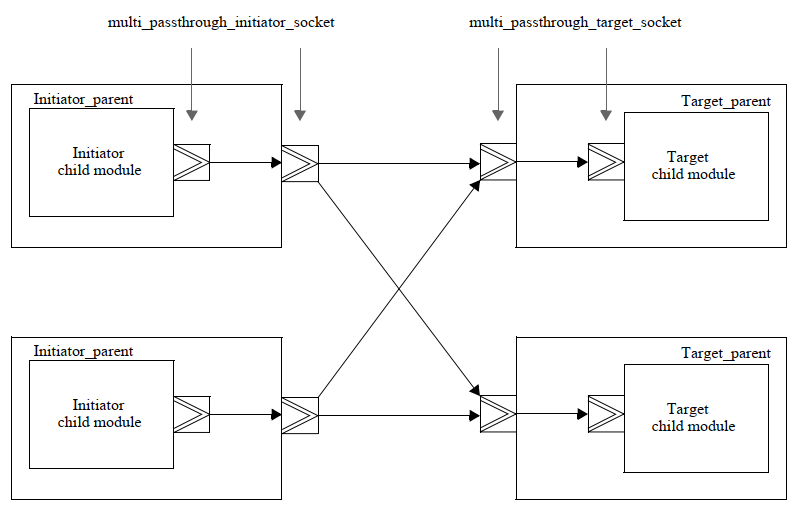 multi_passthrough_initiator_socket
multi_passthrough_target_socket
Initiator_parent
Initiator
child module
Target_parent
Target
child module
Initiator_parent
Initiator
child module
Target_parent
Target
child module